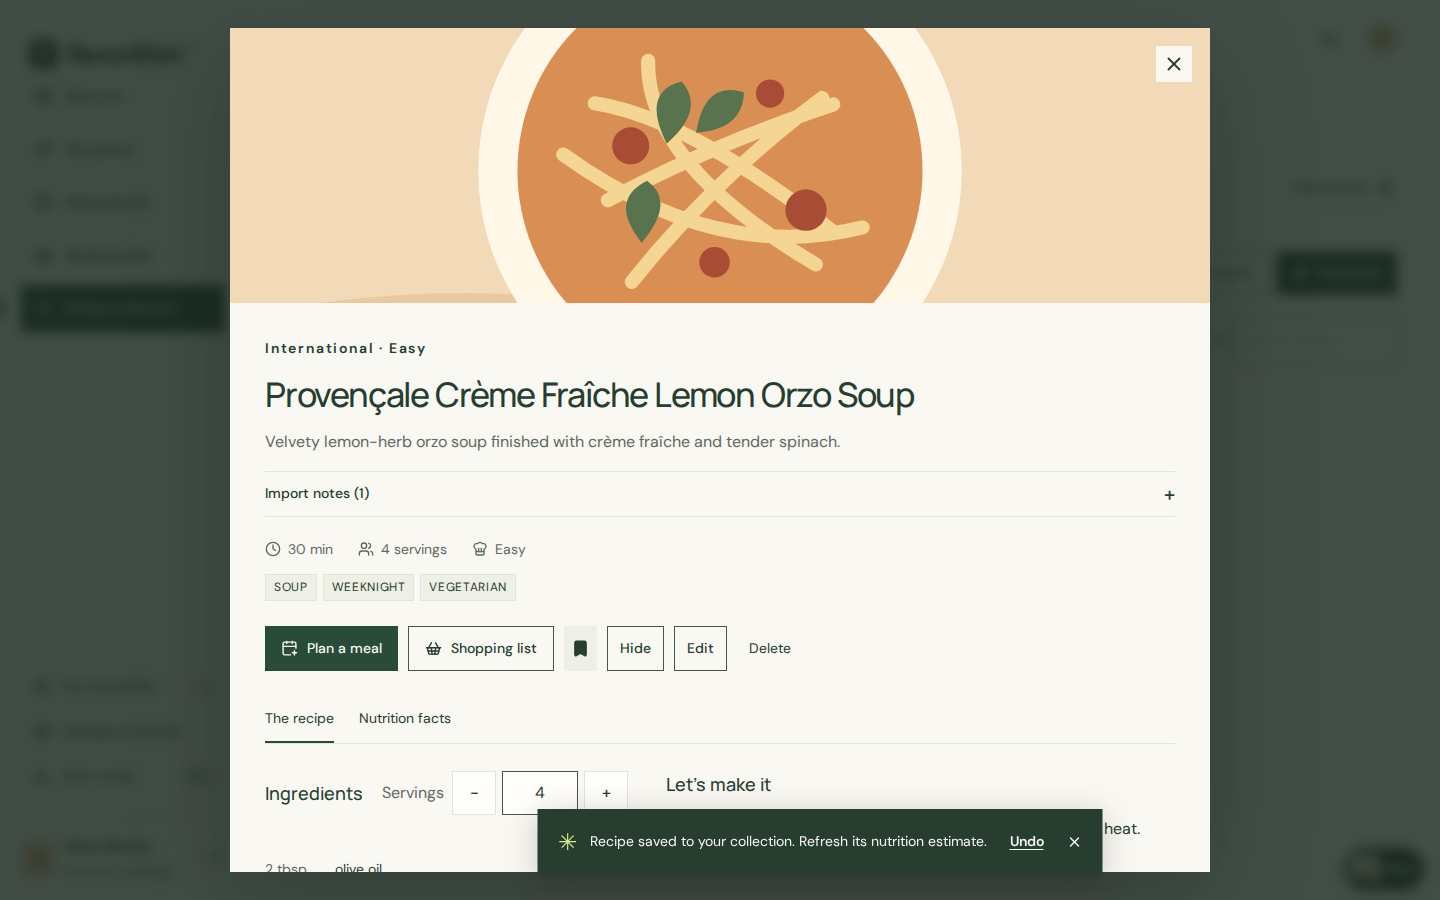 International · Easy
Provençale Crème Fraîche Lemon Orzo Soup
Velvety lemon-herb orzo soup finished with crème fraîche and tender spinach.
Import notes (1)
+
30 min
4 servings
Easy
SOUP
WEEKNIGHT
VEGETARIAN
Plan a meal
Shopping list
Hide
Edit
Delete
The recipe
Nutrition facts
Ingredients
Servings
-
4
+
Let's make it
heat.
2 tbsp
olive oil
Recipe saved to your collection. Refresh its nutrition estimate.
Undo